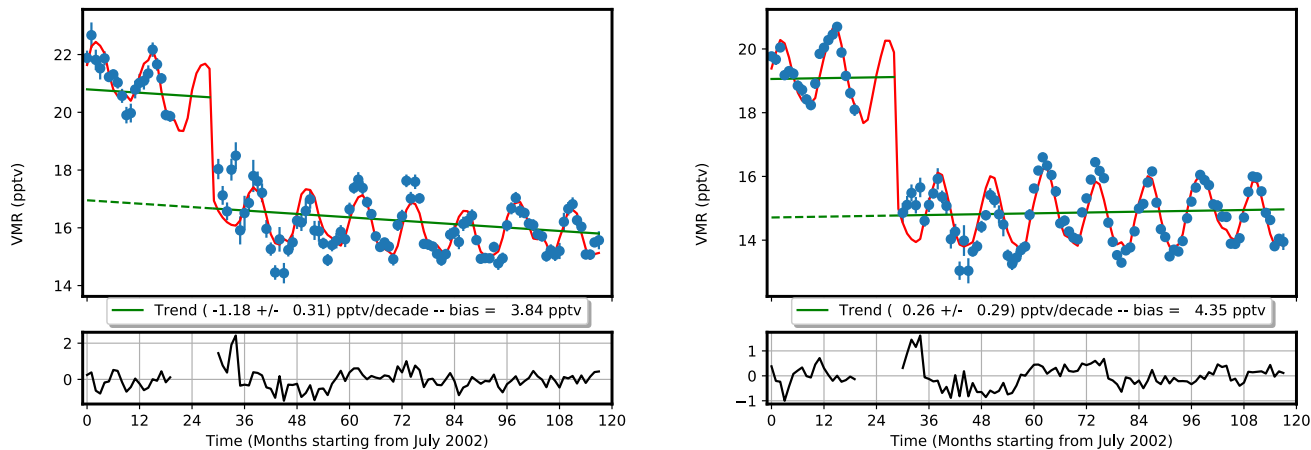 22
20
18
16
14
VMR (pptv)
Trend ( -1.18 +/-   0.31) pptv/decade -- bias =   3.84 pptv
2
0
0 12 24 36 48 60 72 84 96 108 120
Time (Months starting from July 2002)
20
18
16
14
VMR (pptv)
Trend (  0.26 +/-   0.29) pptv/decade -- bias =   4.35 pptv
1
0
−1
0 12 24 36 48 60 72 84 96 108 120
Time (Months starting from July 2002)